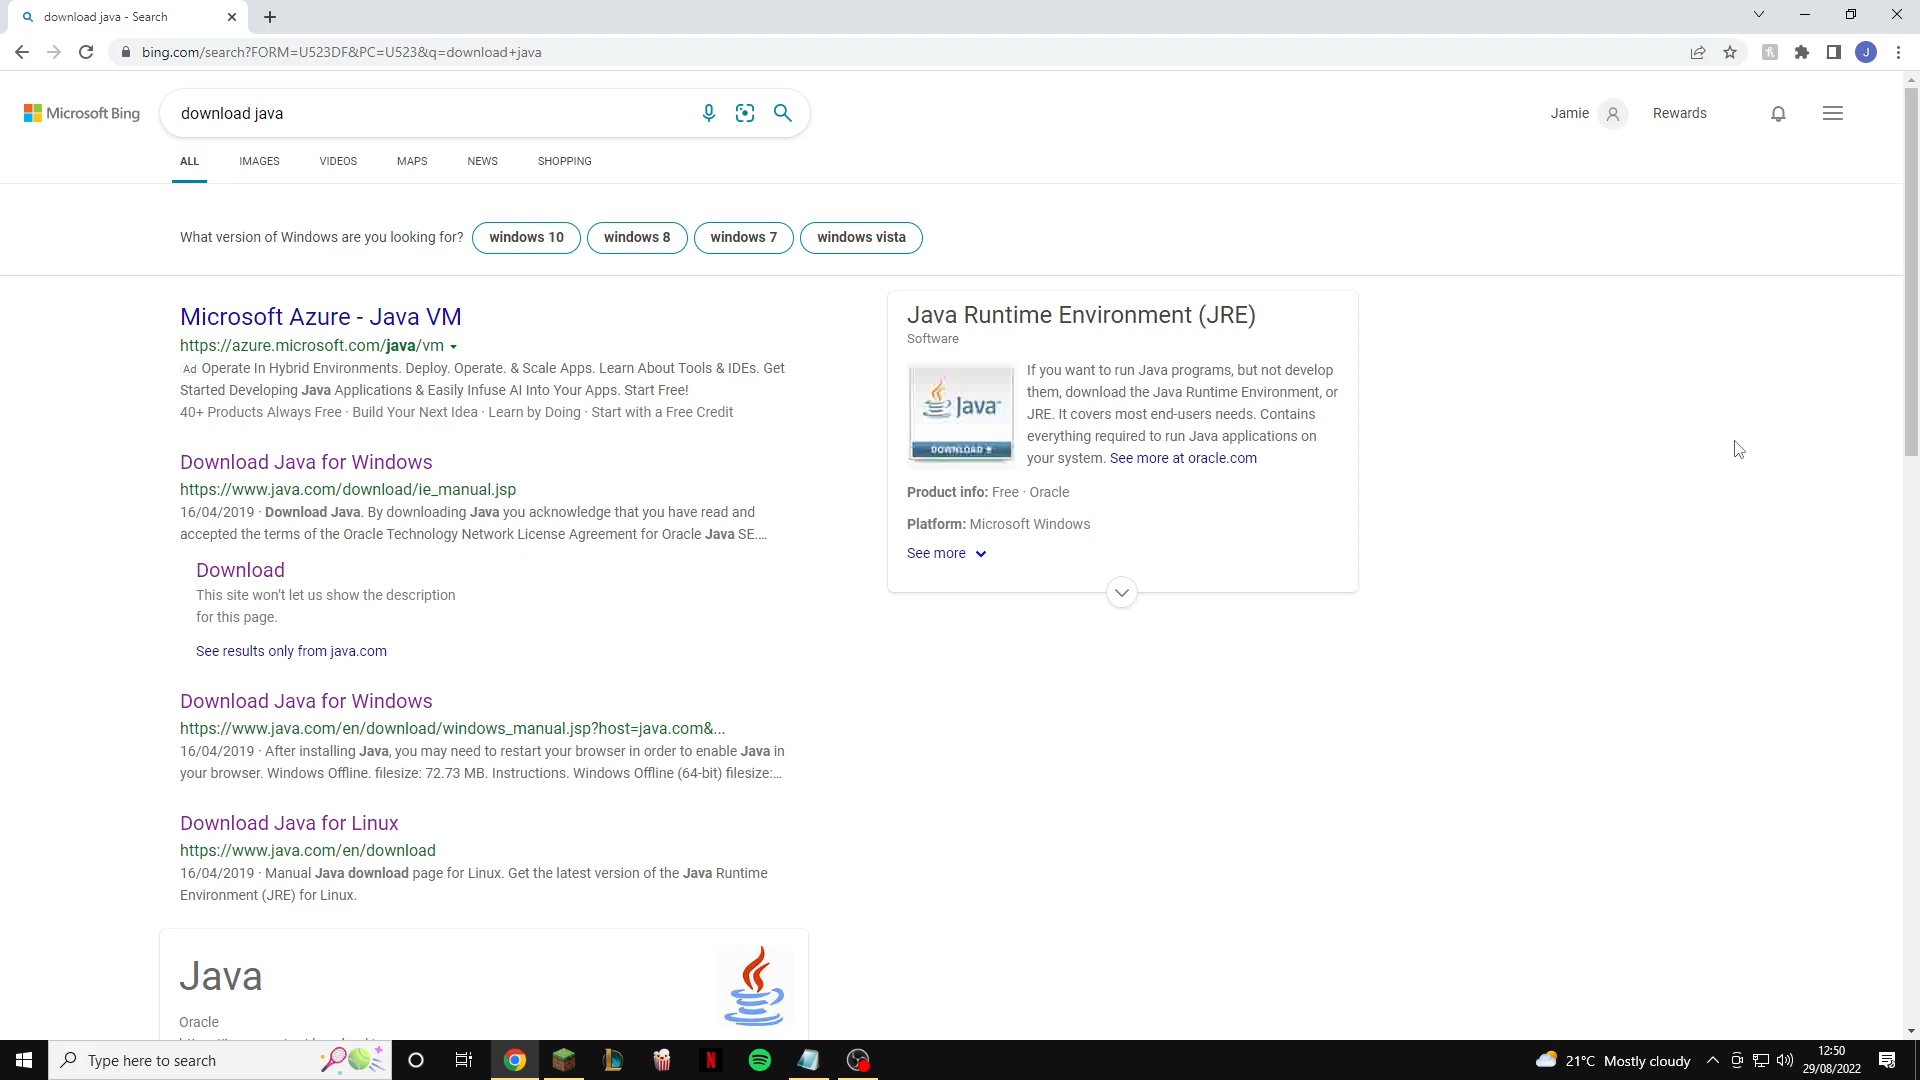 download java - Search
bing.com/search?FORM=U523DF&PC=U523&q=download+java
J
Microsoft Bing
download java
Jamie
Rewards
ALL IMAGES VIDEOS MAPS NEWS SHOPPING
What version of Windows are you looking for? windows 10 windows 8 windows 7 windows vista
Microsoft Azure - Java VM
https://azure.microsoft.com/java/vm
Ad Operate In Hybrid Environments. Deploy. Operate. & Scale Apps. Learn About Tools & IDEs. Get
Started Developing Java Applications & Easily Infuse AI Into Your Apps. Start Free!
40+ Products Always Free · Build Your Next Idea · Learn by Doing · Start with a Free Credit
Download Java for Windows
https://www.java.com/download/ie_manual.jsp
16/04/2019 · Download Java. By downloading Java you acknowledge that you have read and
accepted the terms of the Oracle Technology Network License Agreement for Oracle Java SE....
Download
This site won't let us show the description
for this page.
See results only from java.com
Download Java for Windows
https://www.java.com/en/download/windows_manual.jsp?host=java.com&...
16/04/2019 · After installing Java, you may need to restart your browser in order to enable Java in
your browser. Windows Offline. filesize: 72.73 MB. Instructions. Windows Offline (64-bit) filesize:...
Download Java for Linux
https://www.java.com/en/download
16/04/2019 · Manual Java download page for Linux. Get the latest version of the Java Runtime
Environment (JRE) for Linux.
Java
Oracle
Java Runtime Environment (JRE)
Software
Java
DOWNLOAD
If you want to run Java programs, but not develop
them, download the Java Runtime Environment, or
JRE. It covers most end-users needs. Contains
everything required to run Java applications on
your system. See more at oracle.com
Product info: Free · Oracle
Platform: Microsoft Windows
See more
Type here to search
N
21°C Mostly cloudy
12:50
29/08/2022